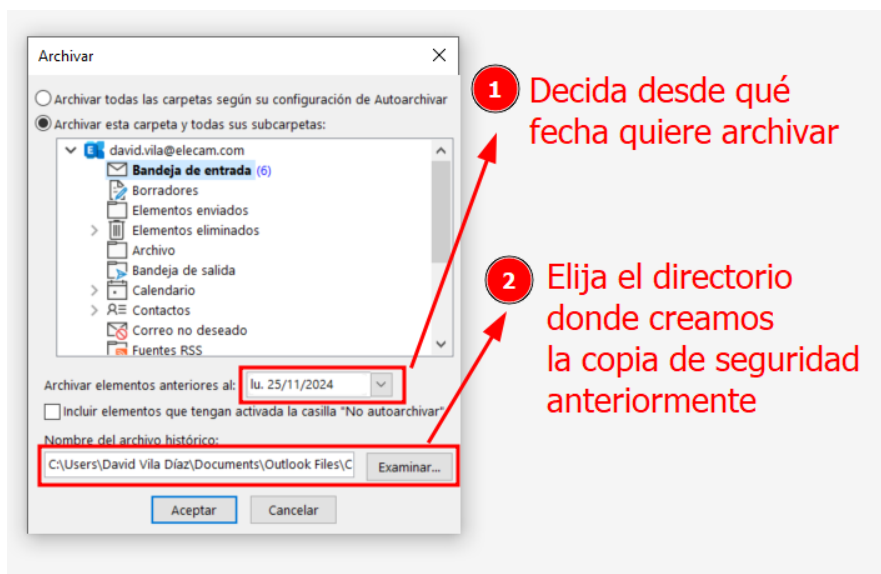 Archivar
Archivar todas las carpetas según su configuración de Autoarchivar
Archivar esta carpeta y todas sus subcarpetas:
david.vila@elecam.com
Bandeja de entrada (6)
Borradores
Elementos enviados
Elementos eliminados
Archivo
Bandeja de salida
Calendario
Contactos
Correo no deseado
Fuentes RSS
Archivar elementos anteriores al: lu. 25/11/2024
Incluir elementos que tengan activada la casilla "No autoarchivar"
Nombre del archivo histórico:
C:\Users\David Vila Díaz\Documents\Outlook Files\C
Examinar...
Aceptar
Cancelar
1 Decida desde qué
fecha quiere archivar
2 Elija el directorio
donde creamos
la copia de seguridad
anteriormente